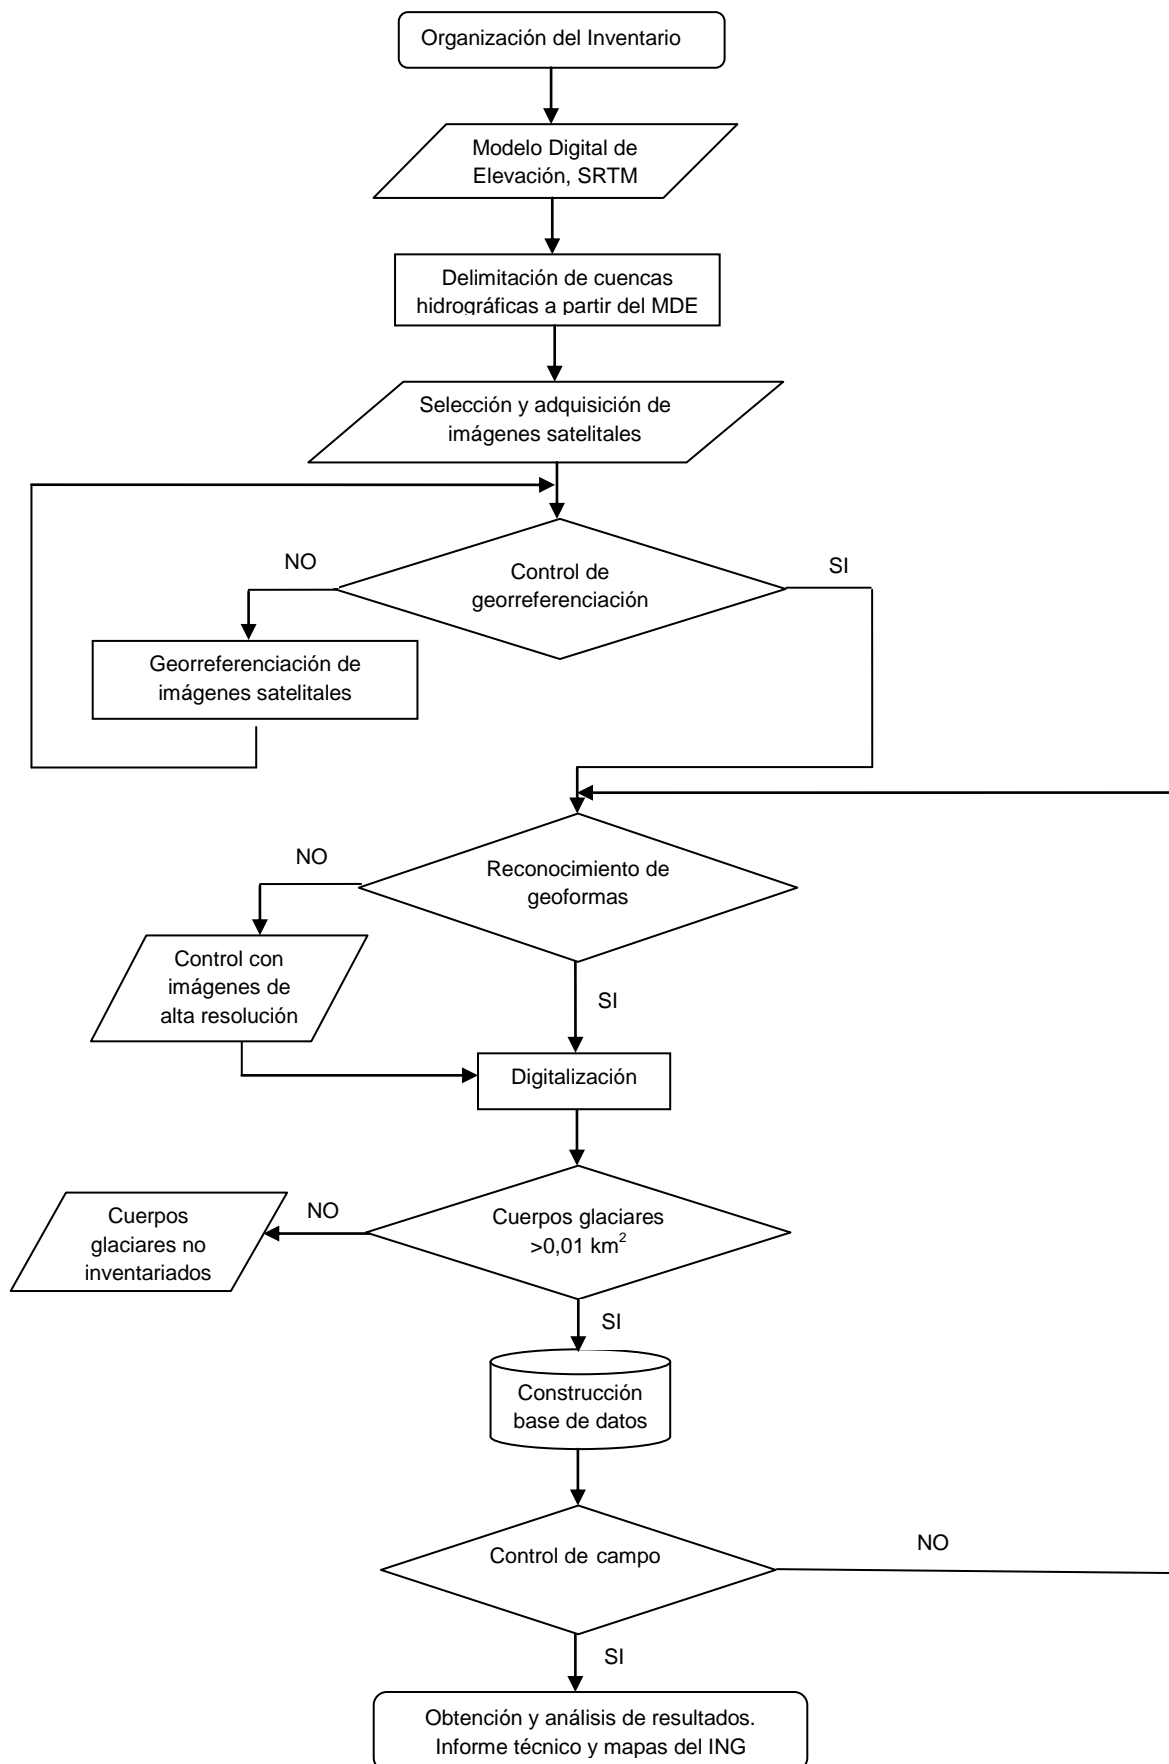 Organización del Inventario
Modelo Digital de
Elevación, SRTM
Delimitación de cuencas
hidrográficas a partir del MDE
Selección y adquisición de
imágenes satelitales
NO
SI
Control de
georreferenciación
Georreferenciación de
imágenes satelitales
NO
Reconocimiento de
geoformas
Control con
imágenes de
alta resolución
SI
Digitalización
Cuerpos
glaciares no
inventariados
NO
Cuerpos glaciares
>0,01 km²
SI
Construcción
base de datos
Control de campo
NO
SI
Obtención y análisis de resultados.
Informe técnico y mapas del ING